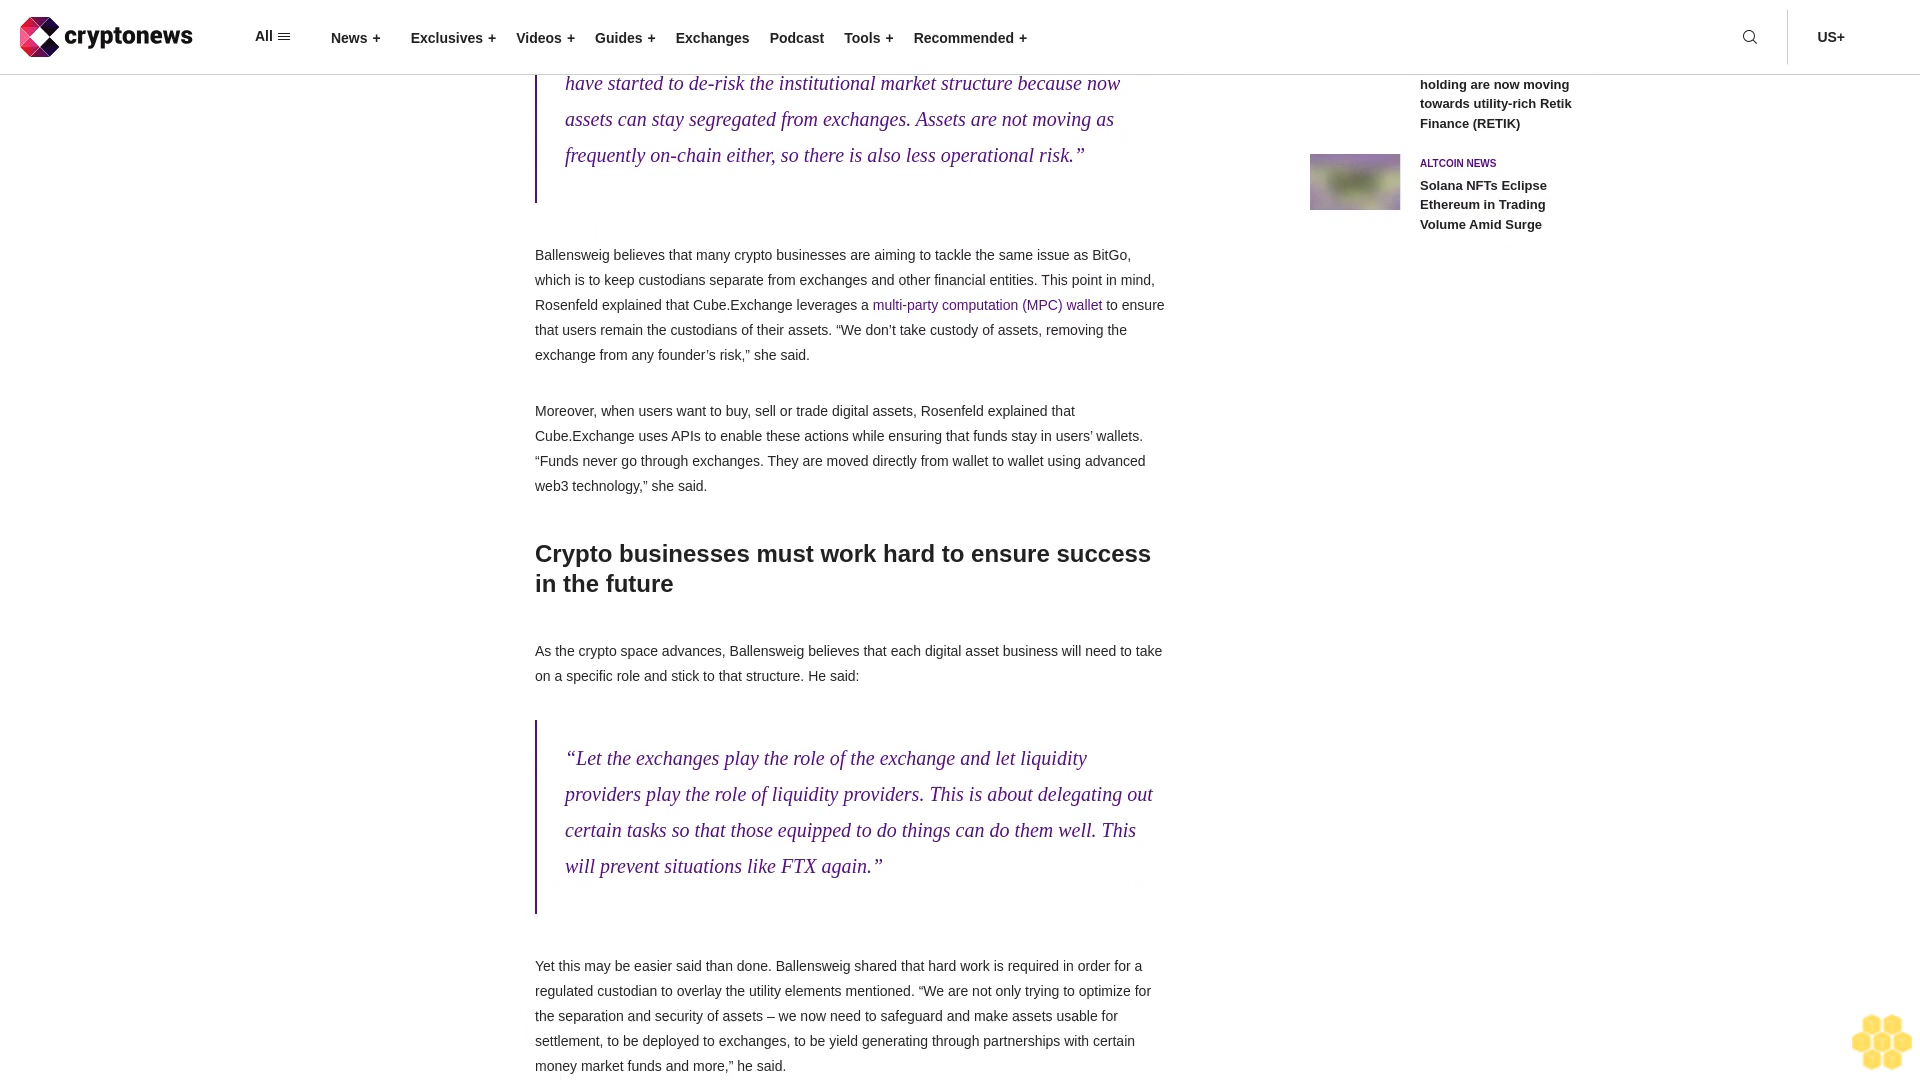 cryptonews
All
News +
Exclusives +
Videos +
Guides +
Exchanges
Podcast
Tools +
Recommended +
US+
have started to de-risk the institutional market structure because now
assets can stay segregated from exchanges. Assets are not moving as
frequently on-chain either, so there is also less operational risk.”
Ballensweig believes that many crypto businesses are aiming to tackle the same issue as BitGo,
which is to keep custodians separate from exchanges and other financial entities. This point in mind,
Rosenfeld explained that Cube.Exchange leverages a multi-party computation (MPC) wallet to ensure
that users remain the custodians of their assets. “We don’t take custody of assets, removing the
exchange from any founder’s risk,” she said.
Moreover, when users want to buy, sell or trade digital assets, Rosenfeld explained that
Cube.Exchange uses APIs to enable these actions while ensuring that funds stay in users’ wallets.
“Funds never go through exchanges. They are moved directly from wallet to wallet using advanced
web3 technology,” she said.
Crypto businesses must work hard to ensure success
in the future
As the crypto space advances, Ballensweig believes that each digital asset business will need to take
on a specific role and stick to that structure. He said:
“Let the exchanges play the role of the exchange and let liquidity
providers play the role of liquidity providers. This is about delegating out
certain tasks so that those equipped to do things can do them well. This
will prevent situations like FTX again.”
Yet this may be easier said than done. Ballensweig shared that hard work is required in order for a
regulated custodian to overlay the utility elements mentioned. “We are not only trying to optimize for
the separation and security of assets – we now need to safeguard and make assets usable for
settlement, to be deployed to exchanges, to be yield generating through partnerships with certain
money market funds and more,” he said.
holding are now moving
towards utility-rich Retik
Finance (RETIK)
ALTCOIN NEWS
Solana NFTs Eclipse
Ethereum in Trading
Volume Amid Surge